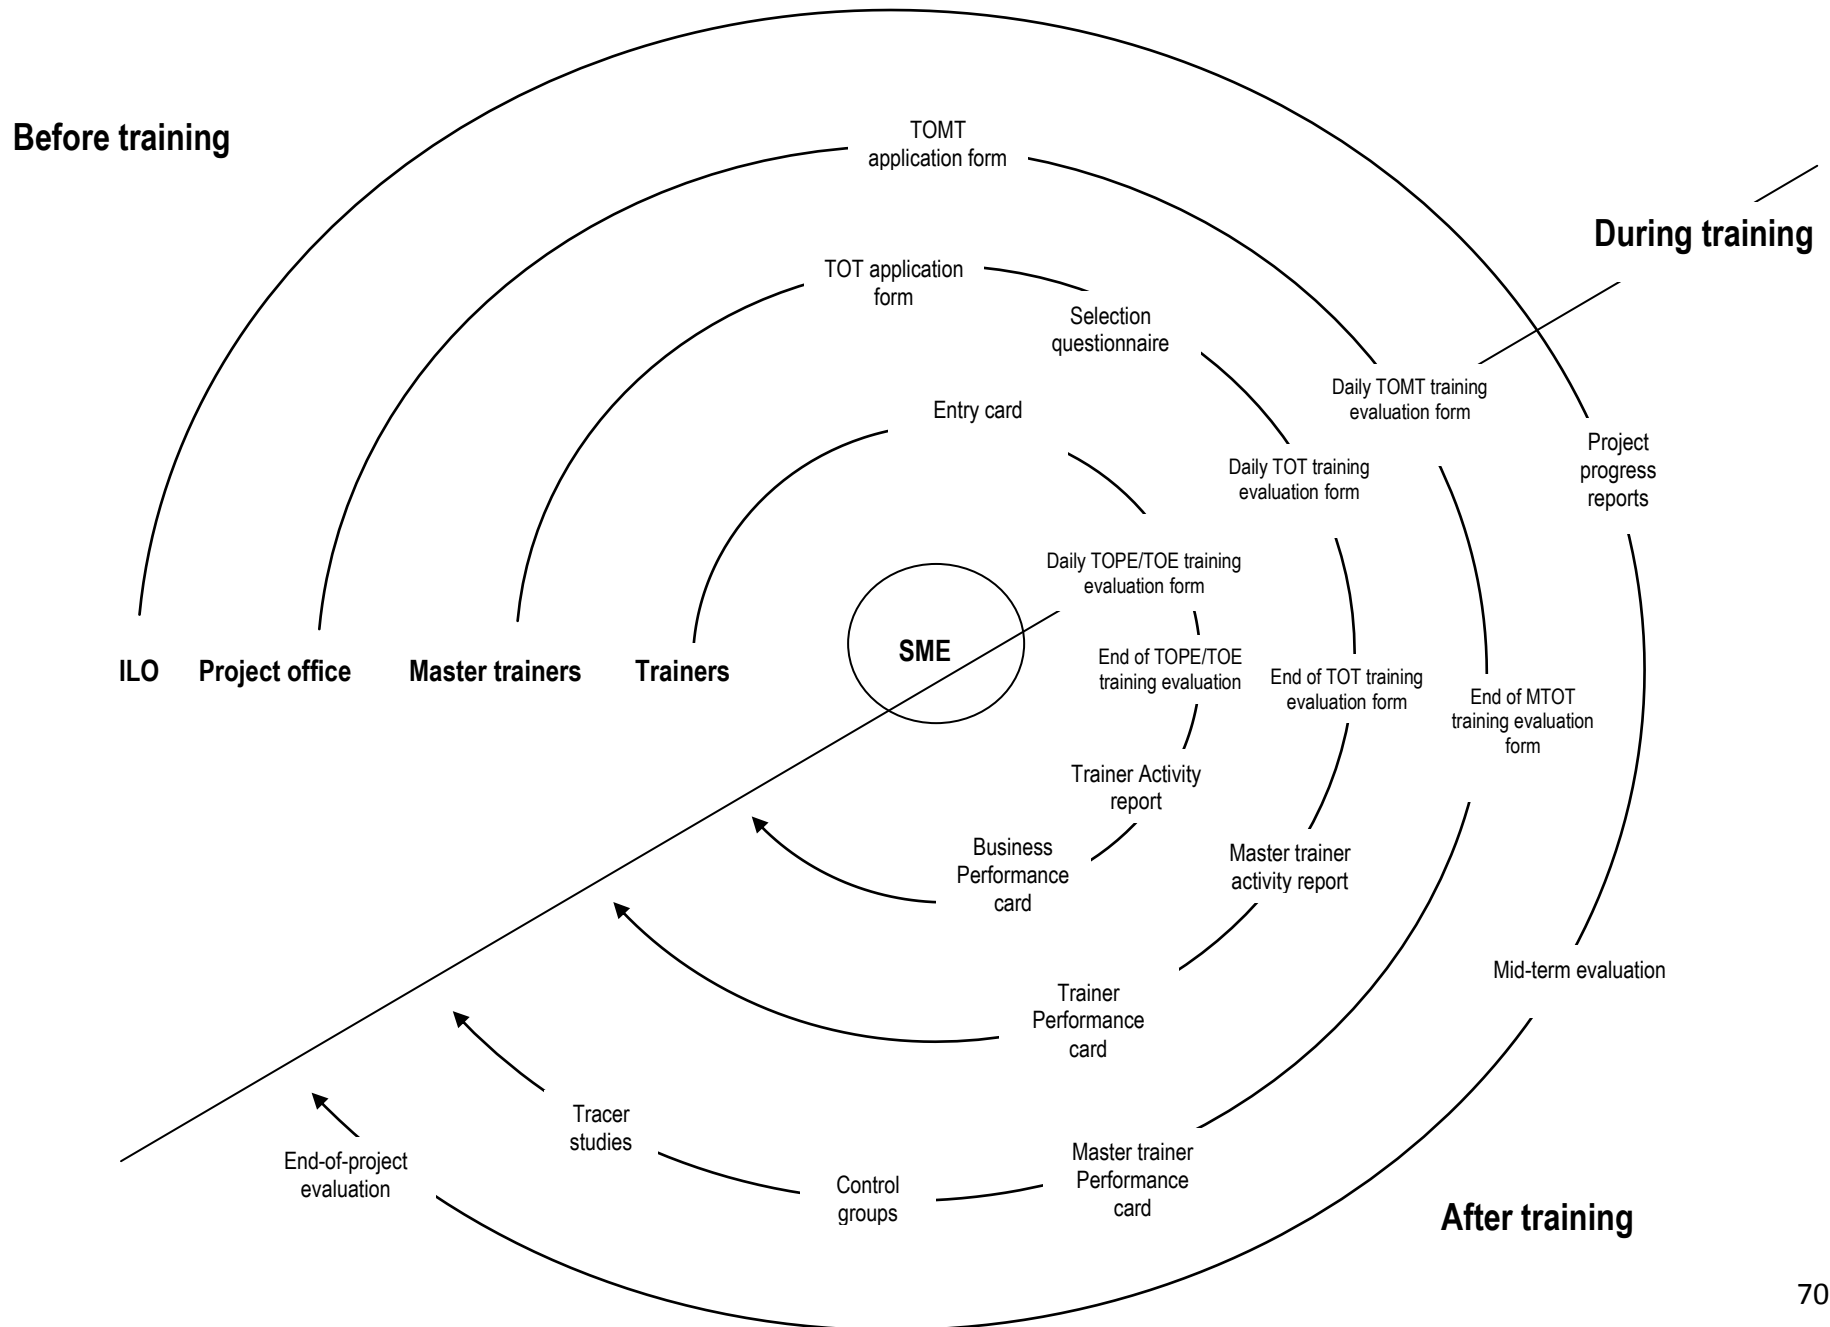 TOMT
application form
Before training
During training
TOT application
form
Selection
questionnaire
Daily TOMT training
evaluation form
Entry card
Project
progress
reports
Daily TOT training
evaluation form
Daily TOPE/TOE training
evaluation form
ILO
Project office
Master trainers
Trainers
SME
End of TOPE/TOE
training evaluation
End of TOT training
evaluation form
End of MTOT
training evaluation
form
Trainer Activity
report
Business
Performance
card
Master trainer
activity report
Mid-term evaluation
Trainer
Performance
card
Tracer
studies
End-of-project
evaluation
Control
groups
Master trainer
Performance
card
After training
70